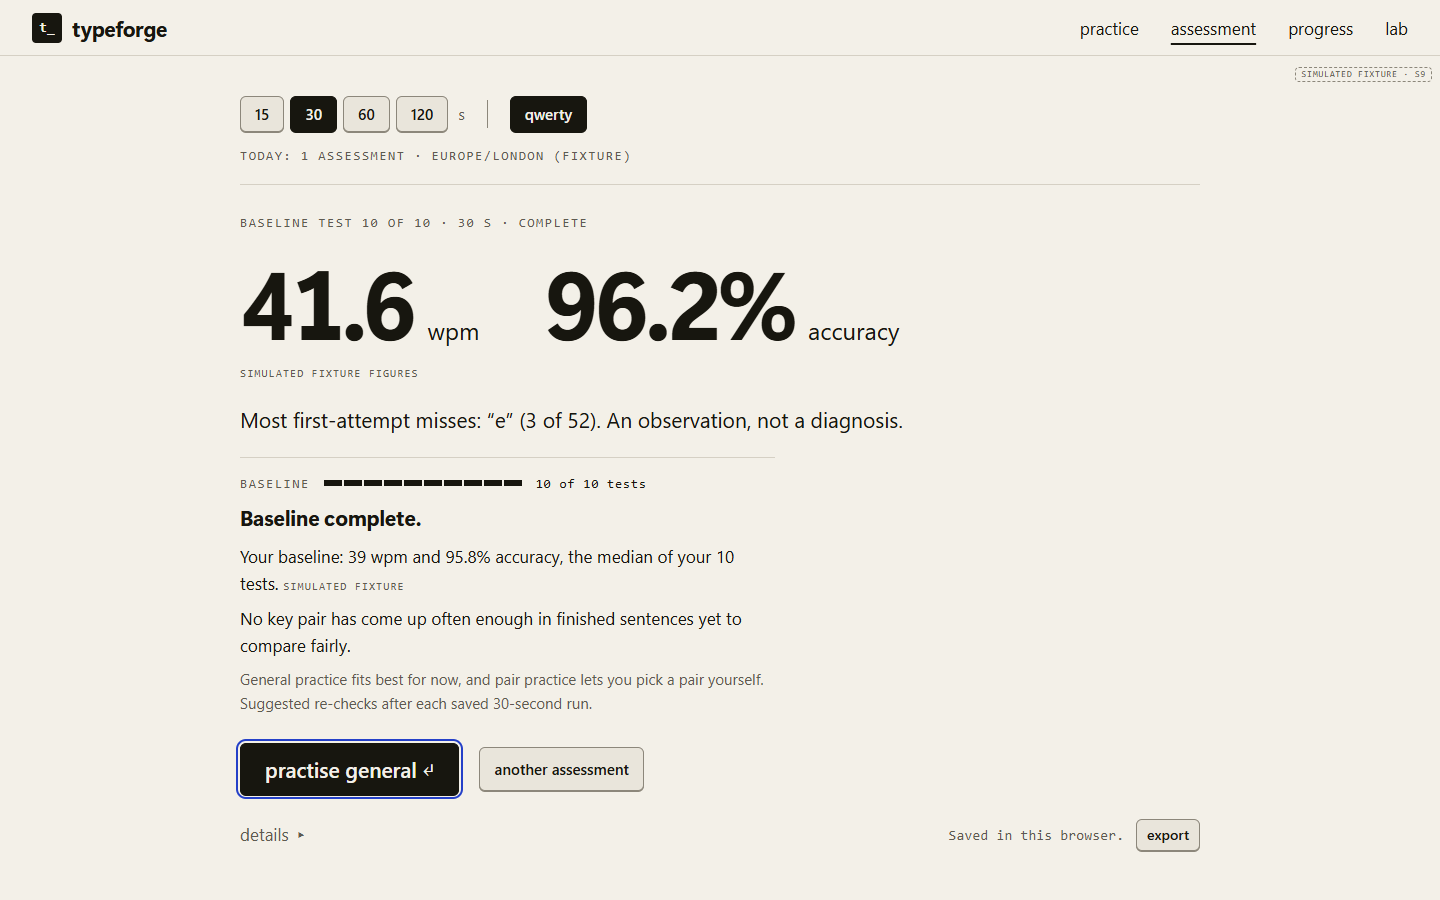 t_ typeforge practice assessment progress lab
SIMULATED FIXTURE · S9
15 30 60 120 s qwerty
TODAY: 1 ASSESSMENT · EUROPE/LONDON (FIXTURE)
BASELINE TEST 10 OF 10 · 30 S · COMPLETE
41.6 wpm 96.2% accuracy
SIMULATED FIXTURE FIGURES
Most first-attempt misses: “e” (3 of 52). An observation, not a diagnosis.
BASELINE 10 of 10 tests
Baseline complete.
Your baseline: 39 wpm and 95.8% accuracy, the median of your 10
tests. SIMULATED FIXTURE
No key pair has come up often enough in finished sentences yet to
compare fairly.
General practice fits best for now, and pair practice lets you pick a pair yourself.
Suggested re-checks after each saved 30-second run.
practise general ↵ another assessment
details ▸ Saved in this browser. export